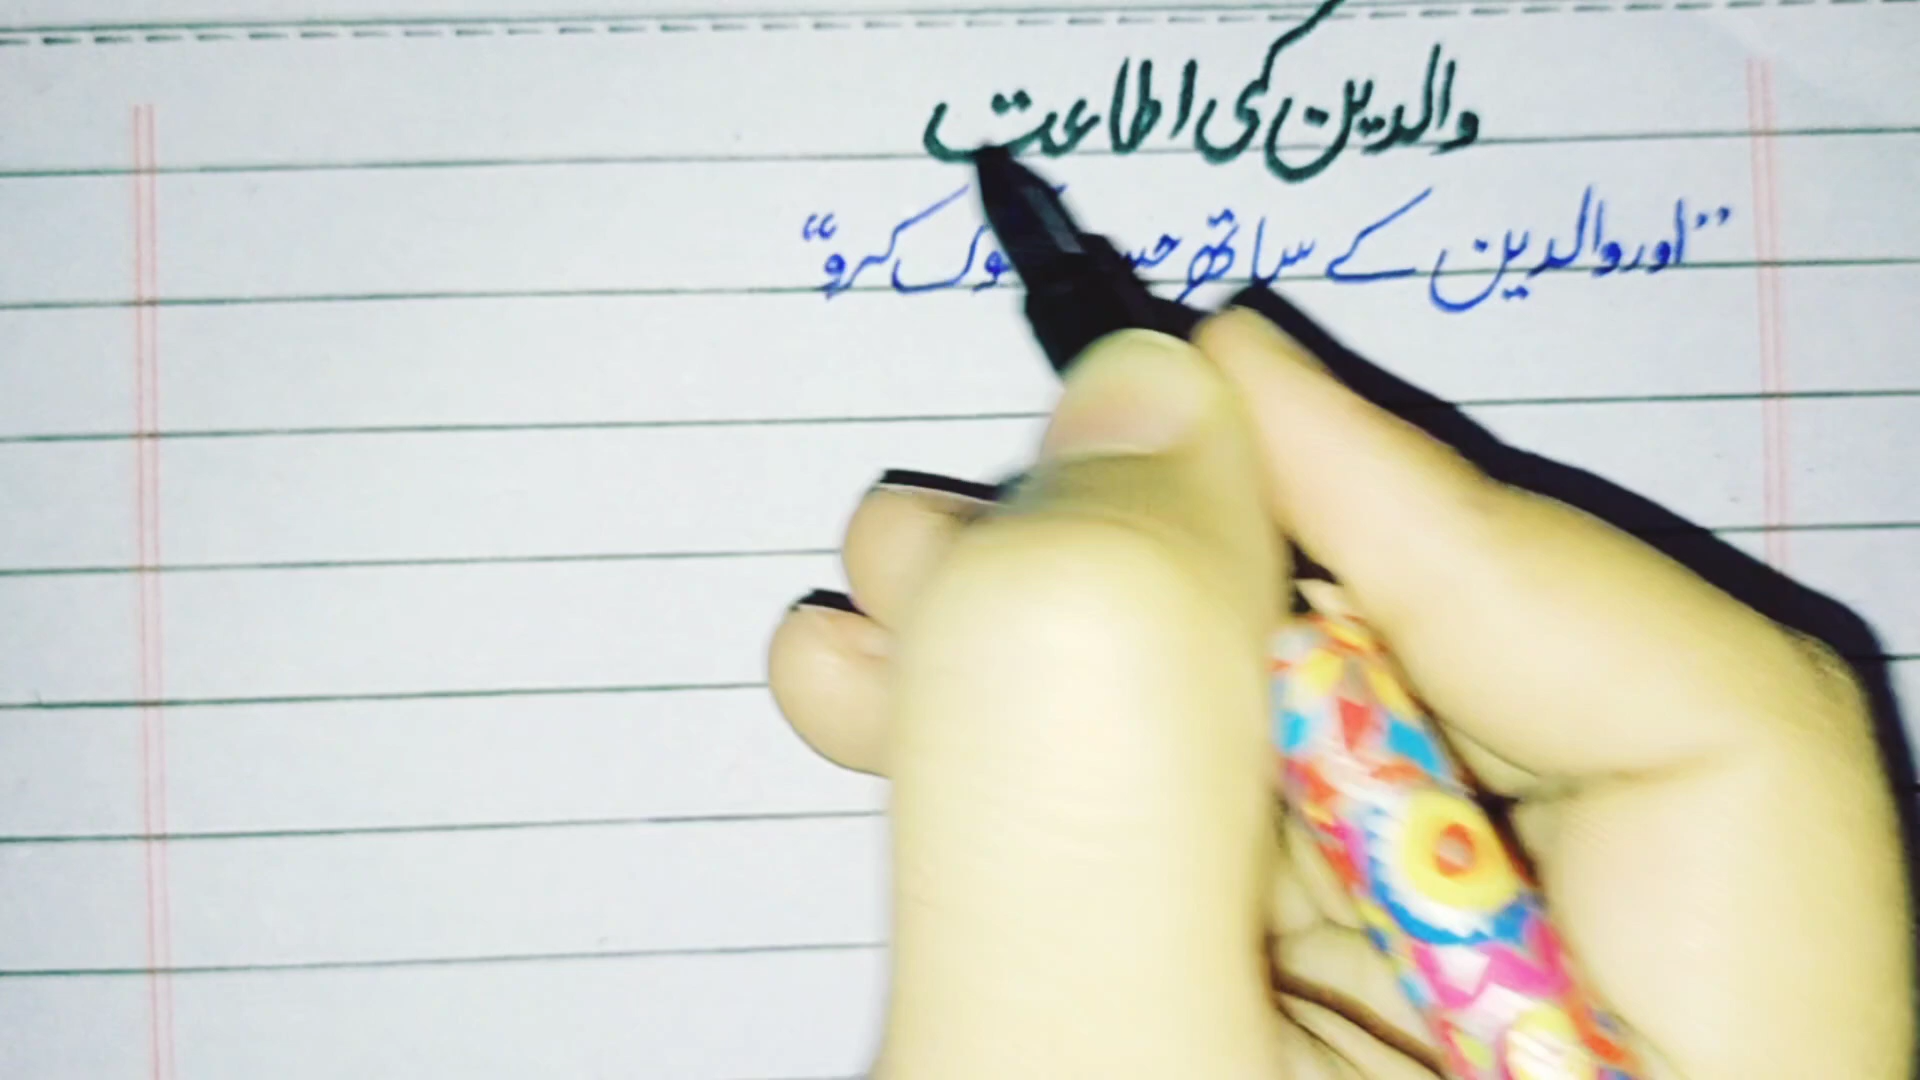 والدین کی اطاعت
”اور والدین کے ساتھ کرو“